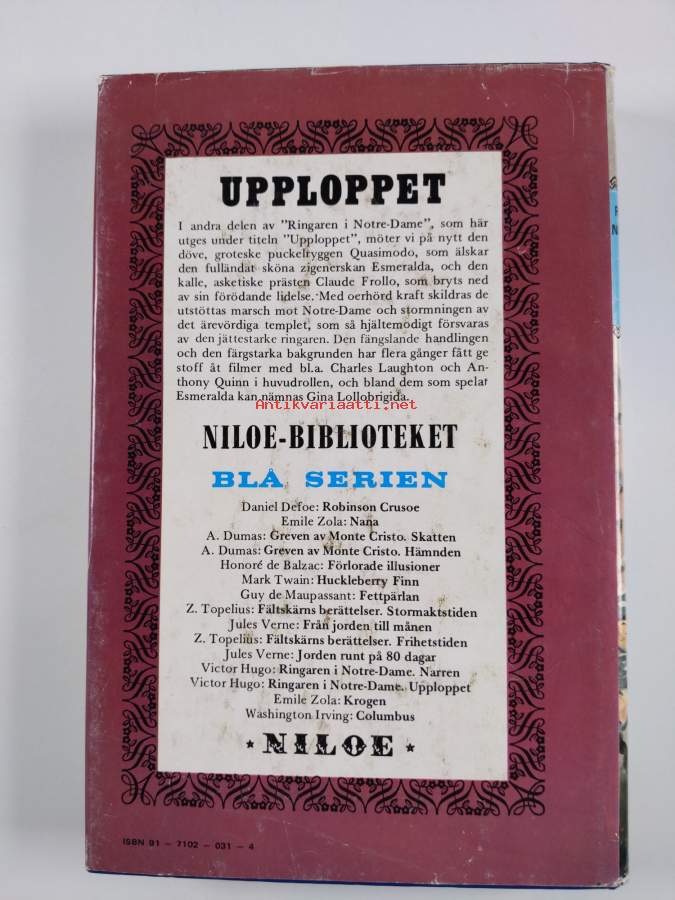 UPPLOPPET
I andra delen av "Ringaren i Notre-Dame", som här
utges under titeln "Upploppet", möter vi på nytt den
döve, groteske puckelryggen Quasimodo, som älskar
den fulländat sköna zigenerskan Esmeralda, och den
kalle, asketiske prästen Claude Frollo, som bryts ned
av sin förödande lidelse. Med oerhörd kraft skildras de
utstöttas marsch mot Notre-Dame och stormningen av
det ärevördiga templet, som så hjältemodigt försvaras
av den jättestarke ringaren. Den fängslande handlingen
och den färgstarka bakgrunden har flera gånger fått ge
stoff åt filmer med bl.a. Charles Laughton och An-
thony Quinn i huvudrollen, och bland dem som spelat
Esmeralda kan nämnas Gina Lollobrigida.
Antikvariaatti.net
NILOE-BIBLIOTEKET
BLÅ SERIEN
Daniel Defoe: Robinson Crusoe
Emile Zola: Nana
A. Dumas: Greven av Monte Cristo. Skatten
A. Dumas: Greven av Monte Cristo. Hämnden
Honoré de Balzac: Förlorade illusioner
Mark Twain: Huckleberry Finn
Guy de Maupassant: Fettpärlan
Z. Topelius: Fältskärns berättelser. Stormaktstiden
Jules Verne: Från jorden till månen
Z. Topelius: Fältskärns berättelser. Frihetstiden
Jules Verne: Jorden runt på 80 dagar
Victor Hugo: Ringaren i Notre-Dame. Narren
Victor Hugo: Ringaren i Notre-Dame. Upploppet
Emile Zola: Krogen
Washington Irving: Columbus
* NILOE *
ISBN 91 - 7102 - 031 - 4